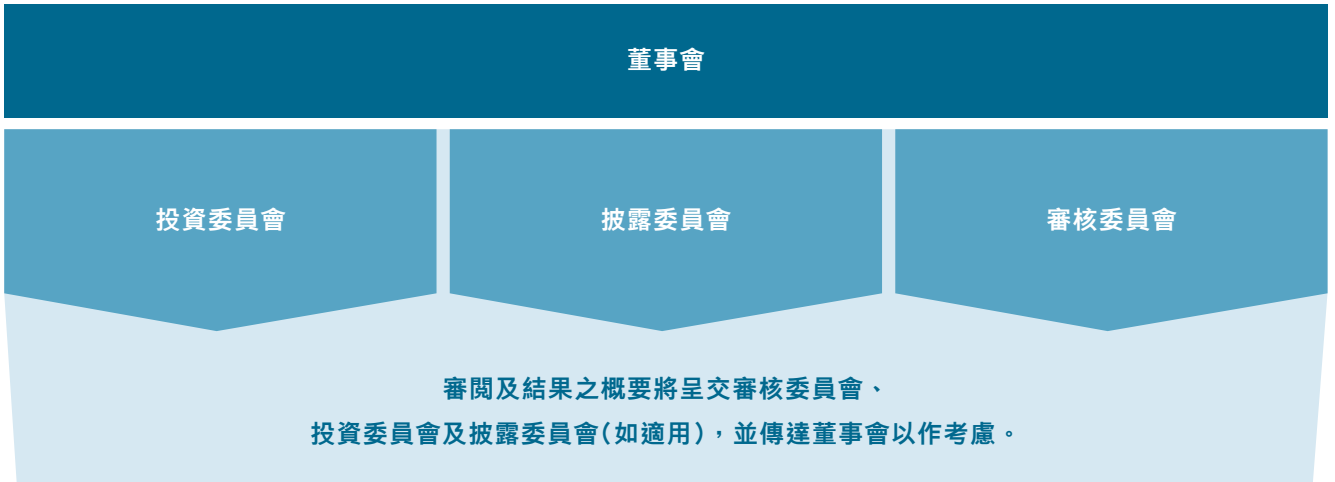 董事會
投資委員會
披露委員會
審核委員會
審閱及結果之概要將呈交審核委員會、
投資委員會及披露委員會(如適用)，並傳達董事會以作考慮。